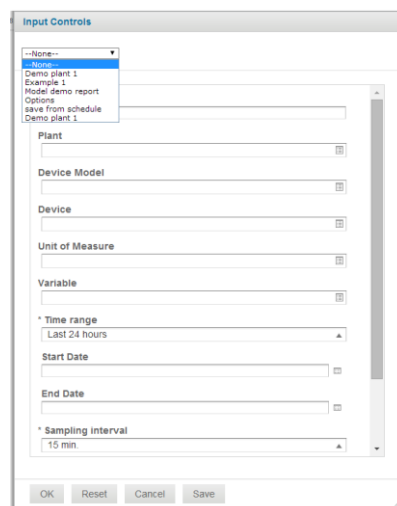 Input Controls
--None--
--None--
Demo plant 1
Example 1
Model demo report
Options
save from schedule
Demo plant 1
Plant
Device Model
Device
Unit of Measure
Variable
* Time range
Last 24 hours
Start Date
End Date
* Sampling interval
15 min.
OK Reset Cancel Save